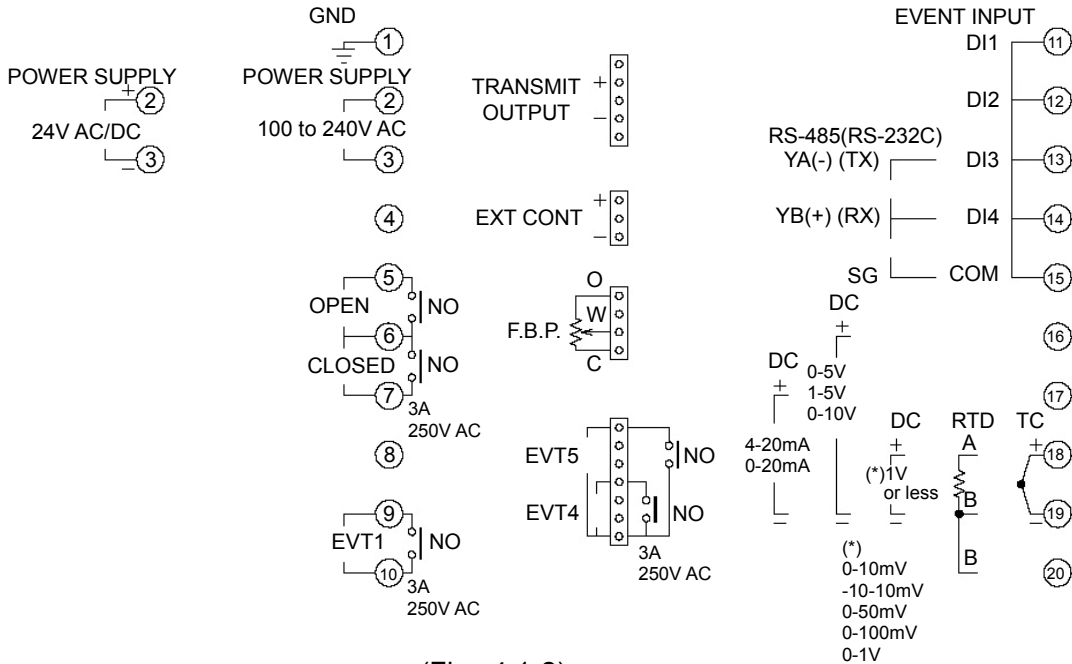 GND
1
POWER SUPPLY
+
2
24V AC/DC
−
3
POWER SUPPLY
2
100 to 240V AC
3
4
5
OPEN
NO
6
CLOSED
NO
7
3A
250V AC
8
9
EVT1
NO
10
3A
250V AC
TRANSMIT
OUTPUT
+
−
EXT CONT
+
−
O
W
F.B.P.
C
EVT5
NO
EVT4
NO
3A
250V AC
EVENT INPUT
DI1
11
DI2
12
RS-485(RS-232C)
YA(-) (TX)
DI3
13
YB(+) (RX)
DI4
14
SG
COM
15
16
17
DC
+
4-20mA
0-20mA
−
DC
+
0-5V
1-5V
0-10V
−
DC
+
(*)1V
or less
−
RTD
A
B
B
TC
+
−
18
19
20
(*)
0-10mV
-10-10mV
0-50mV
0-100mV
0-1V